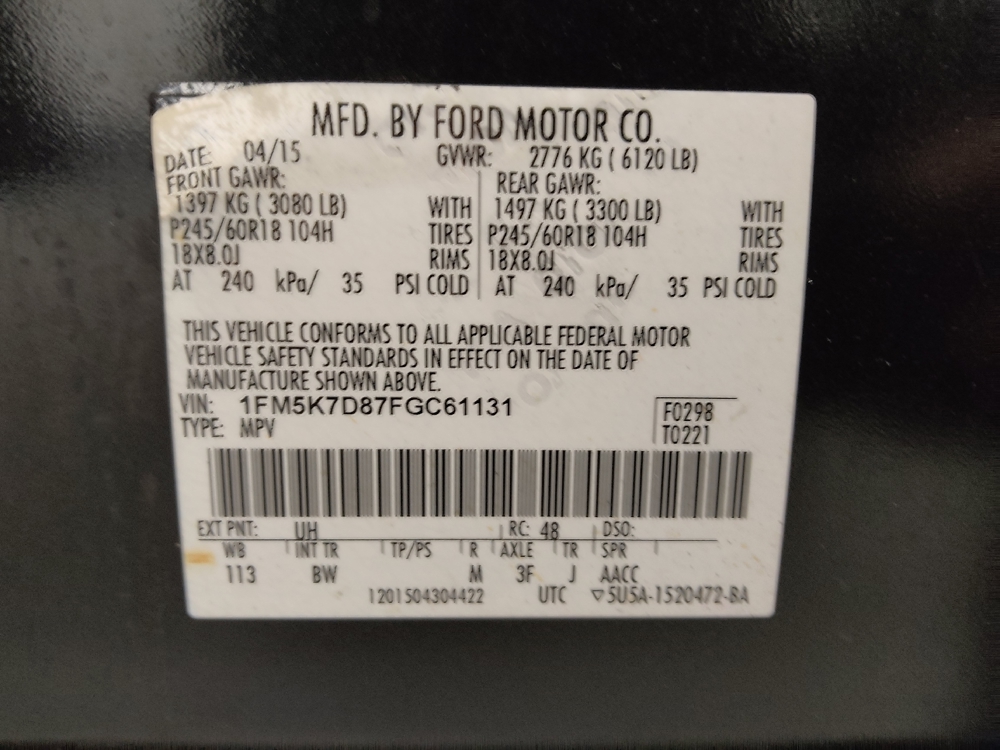 MFD. BY FORD MOTOR CO.
DATE: 04/15 GVWR: 2776 KG ( 6120 LB)
FRONT GAWR: REAR GAWR:
1397 KG ( 3080 LB) WITH 1497 KG ( 3300 LB) WITH
P245/60R18 104H TIRES P245/60R18 104H TIRES
18X8.0J RIMS 18X8.0J RIMS
AT 240 kPa/ 35 PSI COLD AT 240 kPa/ 35 PSI COLD
THIS VEHICLE CONFORMS TO ALL APPLICABLE FEDERAL MOTOR
VEHICLE SAFETY STANDARDS IN EFFECT ON THE DATE OF
MANUFACTURE SHOWN ABOVE.
VIN: 1FM5K7D87FGC61131 F0298
TYPE: MPV T0221
EXT PNT: UH RC: 48 DSO:
WB INT TR TP/PS R AXLE TR SPR
113 BW M 3F J AACC
1201504304422 UTC ▽5U5A-1520472-BA